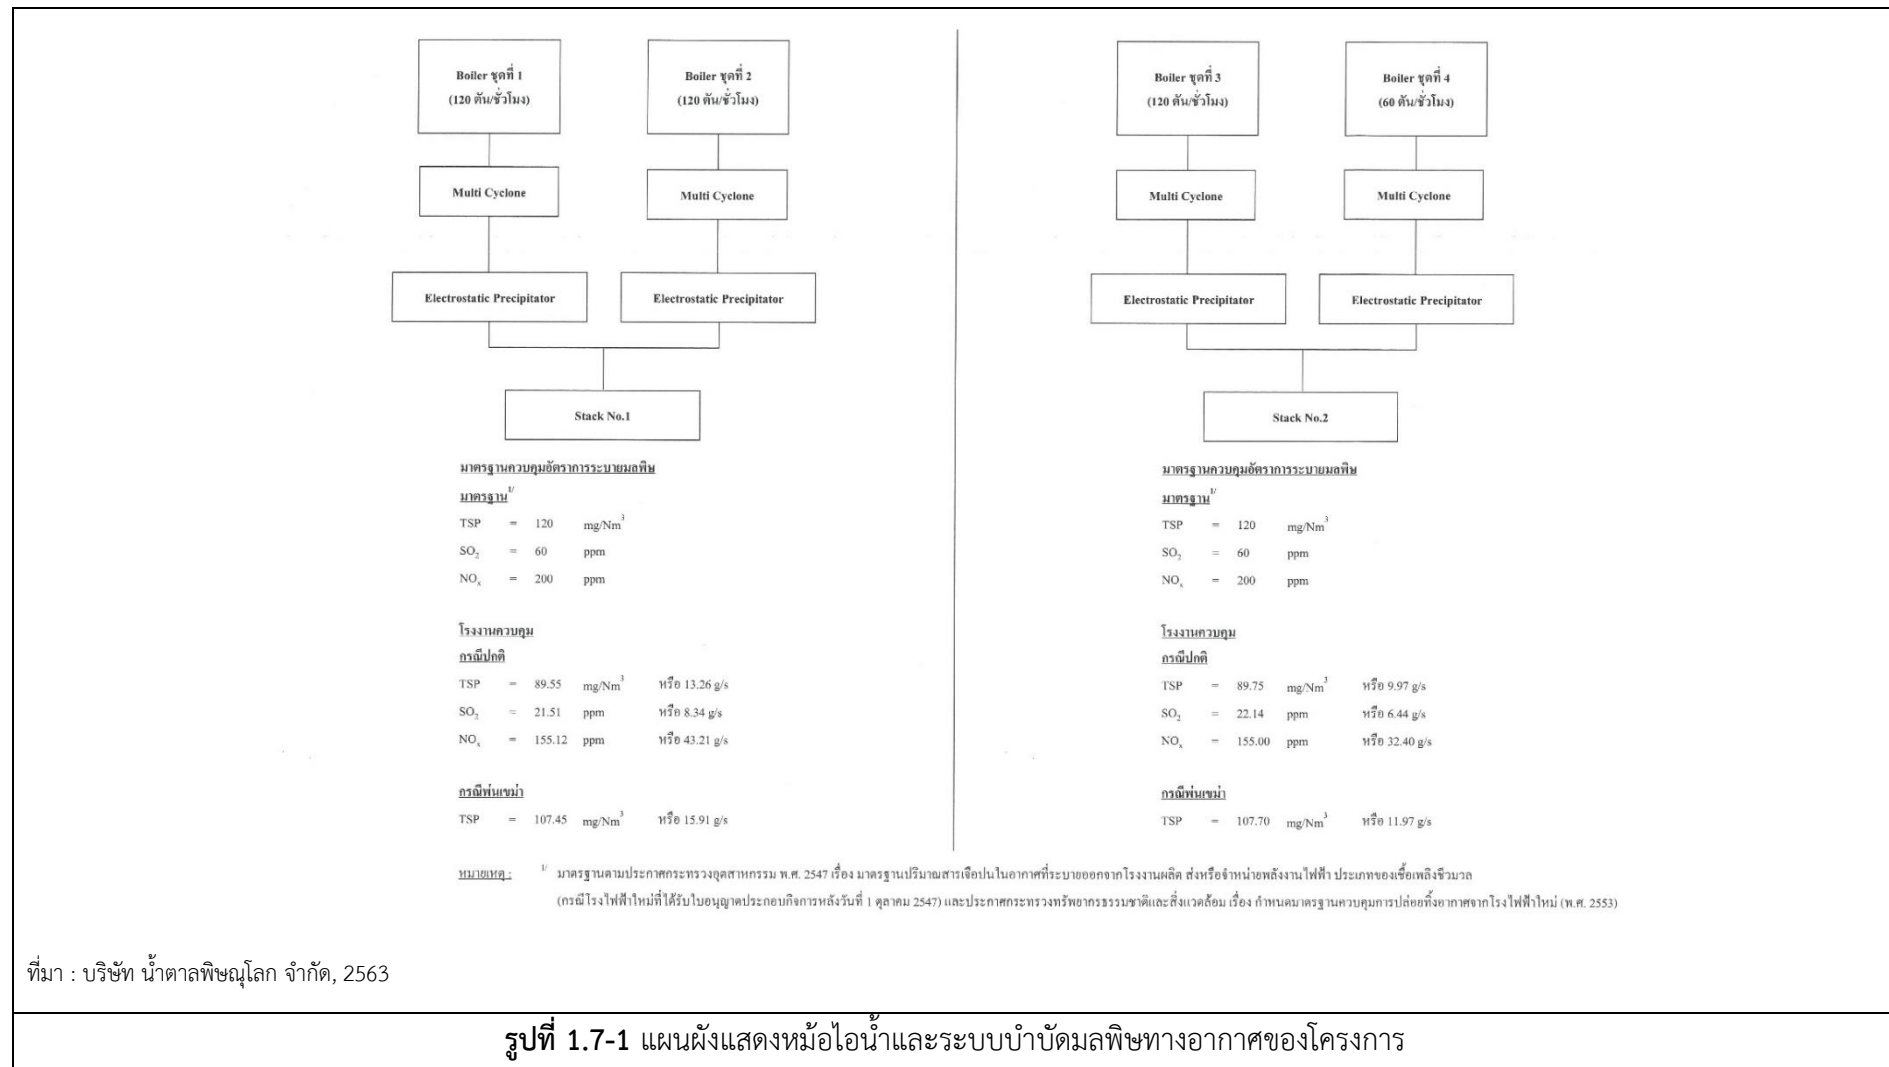 Boiler ชุดที่ 1
(120 ตัน/ชั่วโมง)
Boiler ชุดที่ 2
(120 ตัน/ชั่วโมง)
Multi Cyclone
Multi Cyclone
Electrostatic Precipitator
Electrostatic Precipitator
Stack No.1
มาตรฐานควบคุมอัตราการระบายมลพิษ
มาตรฐาน 1/
TSP = 120 mg/Nm³
SO₂ = 60 ppm
NOₓ = 200 ppm
โรงงานควบคุม
กรณีปกติ
TSP = 89.55 mg/Nm³ หรือ 13.26 g/s
SO₂ = 21.51 ppm หรือ 8.34 g/s
NOₓ = 155.12 ppm หรือ 43.21 g/s
กรณีพ่นเขม่า
TSP = 107.45 mg/Nm³ หรือ 15.91 g/s
Boiler ชุดที่ 3
(120 ตัน/ชั่วโมง)
Boiler ชุดที่ 4
(60 ตัน/ชั่วโมง)
Multi Cyclone
Multi Cyclone
Electrostatic Precipitator
Electrostatic Precipitator
Stack No.2
มาตรฐานควบคุมอัตราการระบายมลพิษ
มาตรฐาน 1/
TSP = 120 mg/Nm³
SO₂ = 60 ppm
NOₓ = 200 ppm
โรงงานควบคุม
กรณีปกติ
TSP = 89.75 mg/Nm³ หรือ 9.97 g/s
SO₂ = 22.14 ppm หรือ 6.44 g/s
NOₓ = 155.00 ppm หรือ 32.40 g/s
กรณีพ่นเขม่า
TSP = 107.70 mg/Nm³ หรือ 11.97 g/s
หมายเหตุ : 1/ มาตรฐานตามประกาศกระทรวงอุตสาหกรรม พ.ศ. 2547 เรื่อง มาตรฐานปริมาณสารเจือปนในอากาศที่ระบายออกจากโรงงานผลิต ส่งหรือจำหน่ายพลังงานไฟฟ้า ประเภทของเชื้อเพลิงชีวมวล
(กรณีโรงไฟฟ้าใหม่ที่ได้รับใบอนุญาตประกอบกิจการหลังวันที่ 1 ตุลาคม 2547) และประกาศกระทรวงทรัพยากรธรรมชาติและสิ่งแวดล้อม เรื่อง กำหนดมาตรฐานควบคุมการปล่อยทิ้งอากาศจากโรงไฟฟ้าใหม่ (พ.ศ. 2553)
ที่มา : บริษัท น้ำตาลพิษณุโลก จำกัด, 2563
รูปที่ 1.7-1 แผนผังแสดงหม้อไอน้ำและระบบบำบัดมลพิษทางอากาศของโครงการ